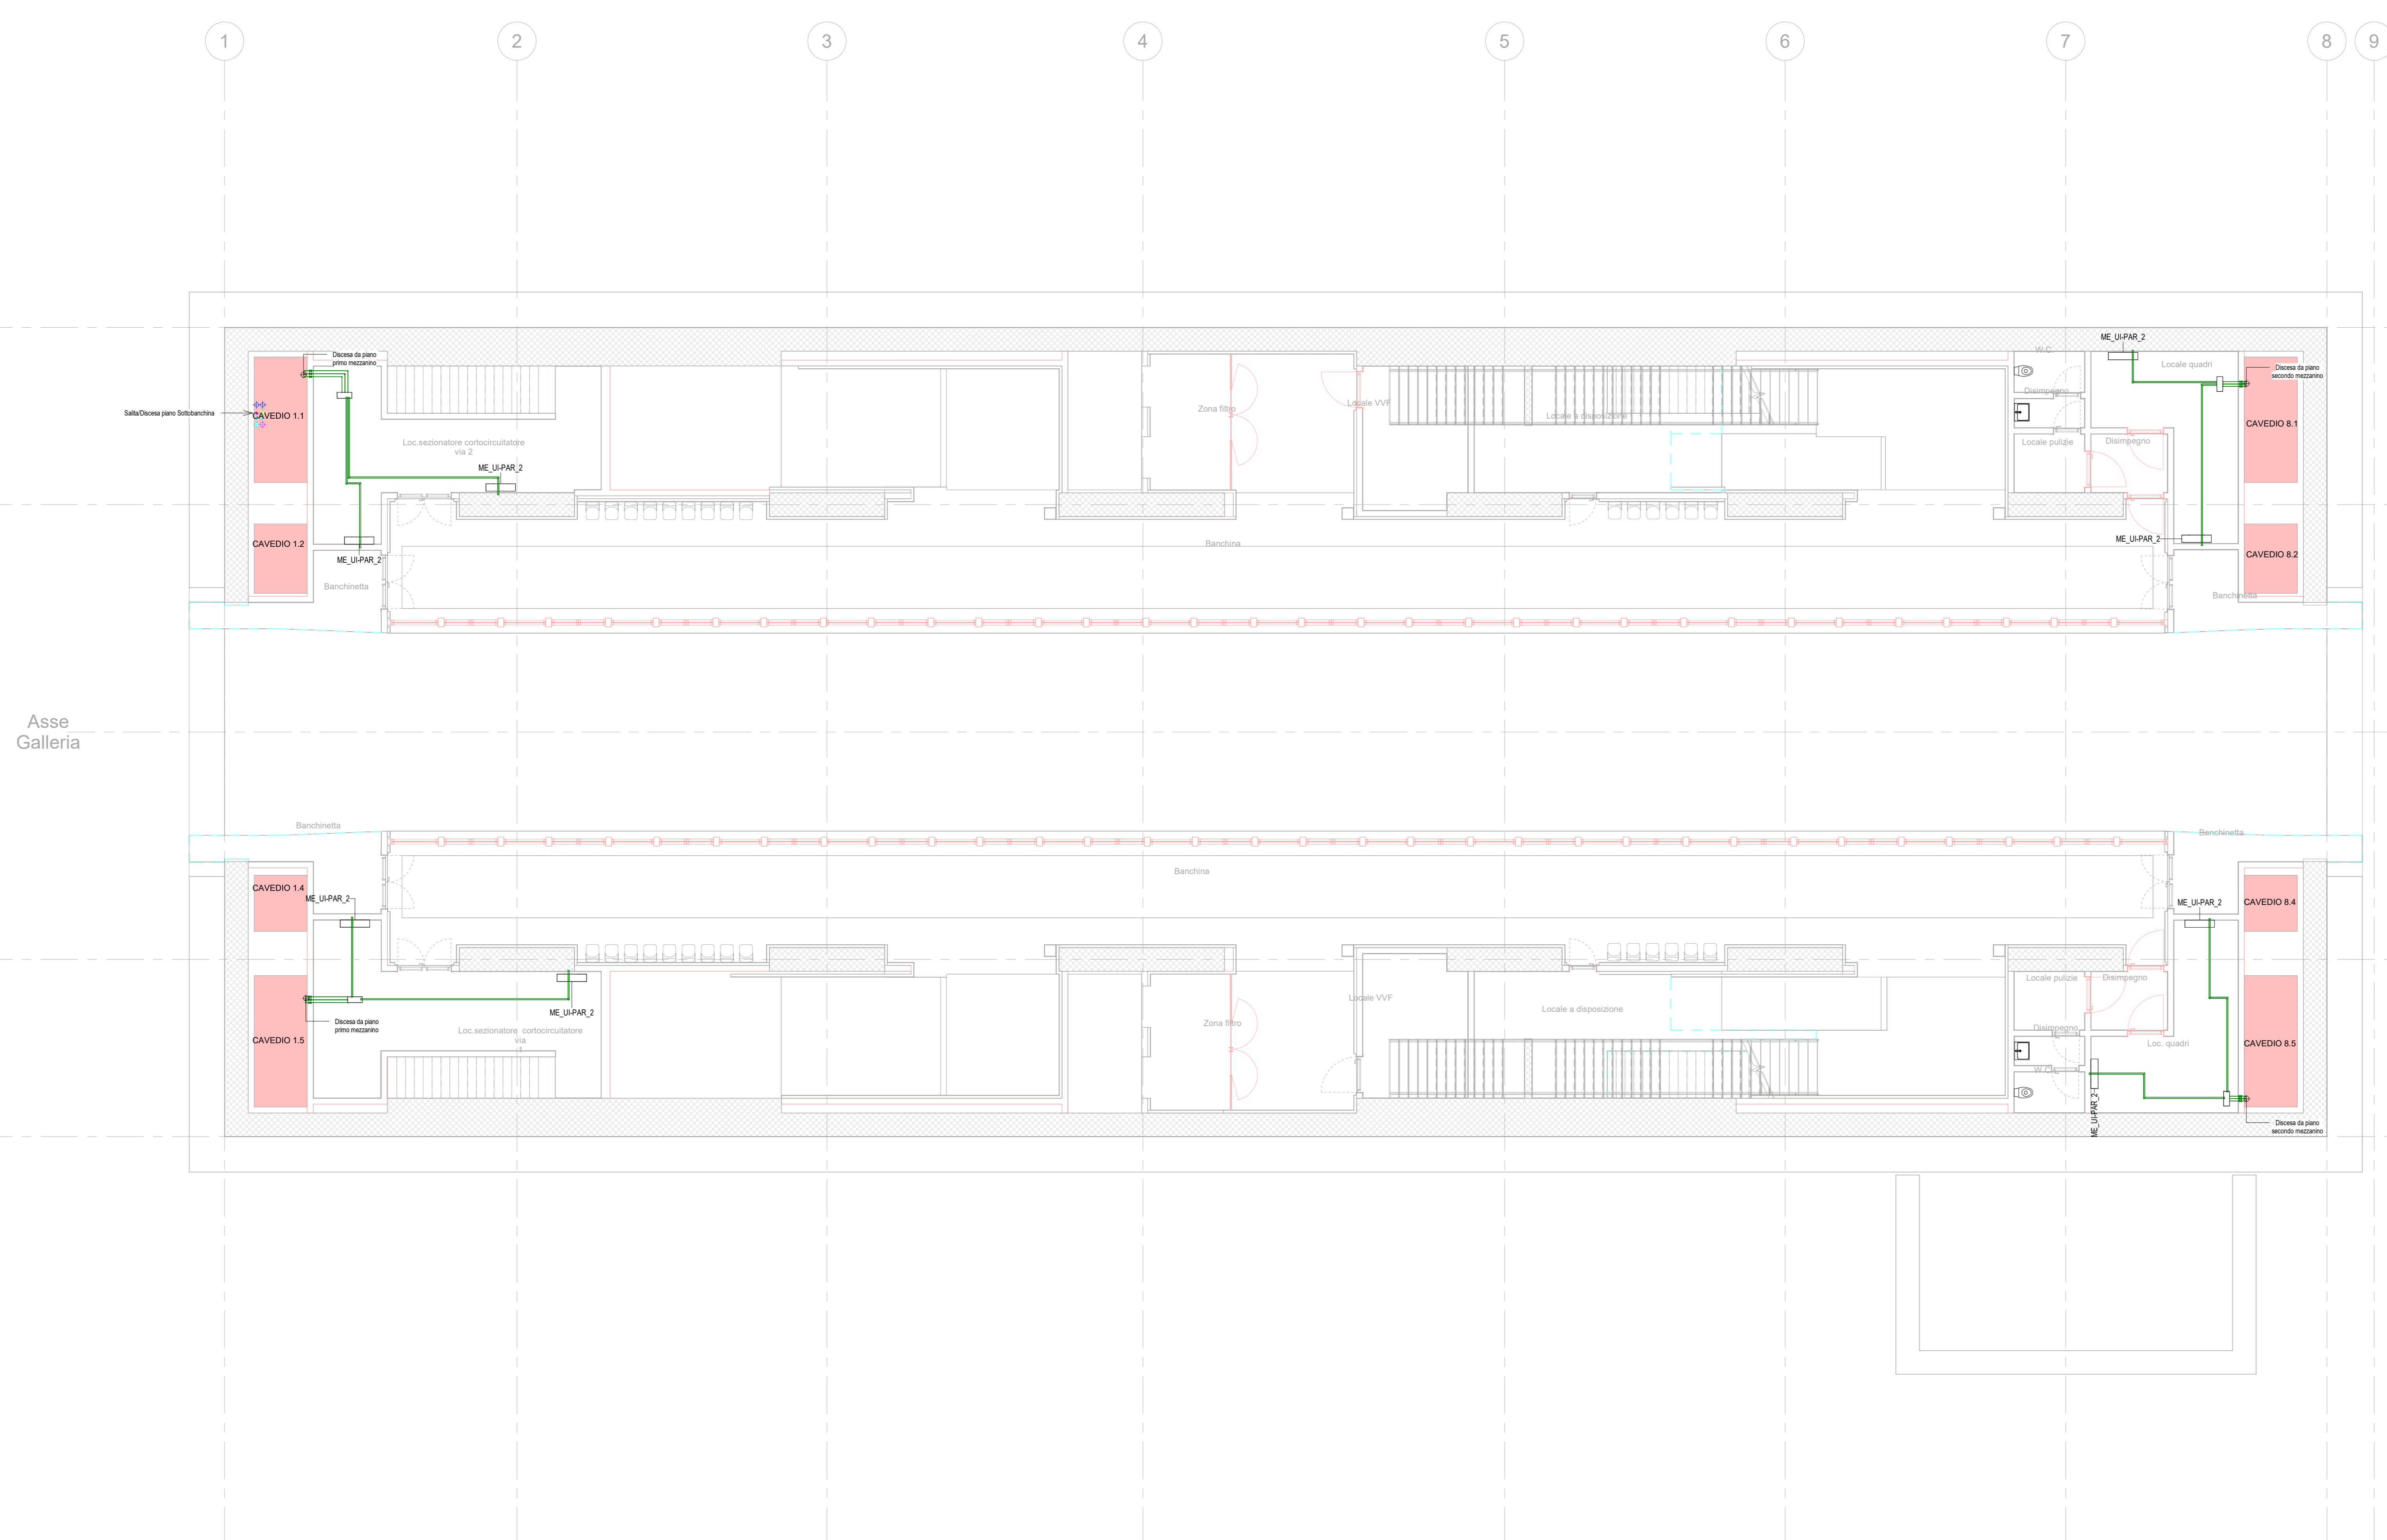 1
2
3
4
5
6
7
8
9
Discesa da piano
primo mezzanino
Salita/Discesa piano Sottobanchina
CAVEDIO 1.1
Loc.sezionatore cortocircuitatore
via 2
ME_UI-PAR_2
CAVEDIO 1.2
ME_UI-PAR_2
Banchinetta
Zona filtro
Locale VVF
Locale a disposizione
Banchina
W.C.
Disimpegno
Locale pulizie
Disimpegno
ME_UI-PAR_2
Locale quadri
Discesa da piano
secondo mezzanino
CAVEDIO 8.1
ME_UI-PAR_2
CAVEDIO 8.2
Banchinetta
Asse
Galleria
Banchinetta
Banchinetta
CAVEDIO 1.4
ME_UI-PAR_2
Banchina
ME_UI-PAR_2
CAVEDIO 8.4
Discesa da piano
primo mezzanino
CAVEDIO 1.5
ME_UI-PAR_2
Loc.sezionatore cortocircuitatore
via
1
Zona filtro
Locale VVF
Locale a disposizione
Locale pulizie
Disimpegno
Disimpegno
Loc. quadri
W.C.
ME_UI-PAR_2
CAVEDIO 8.5
Discesa da piano
secondo mezzanino